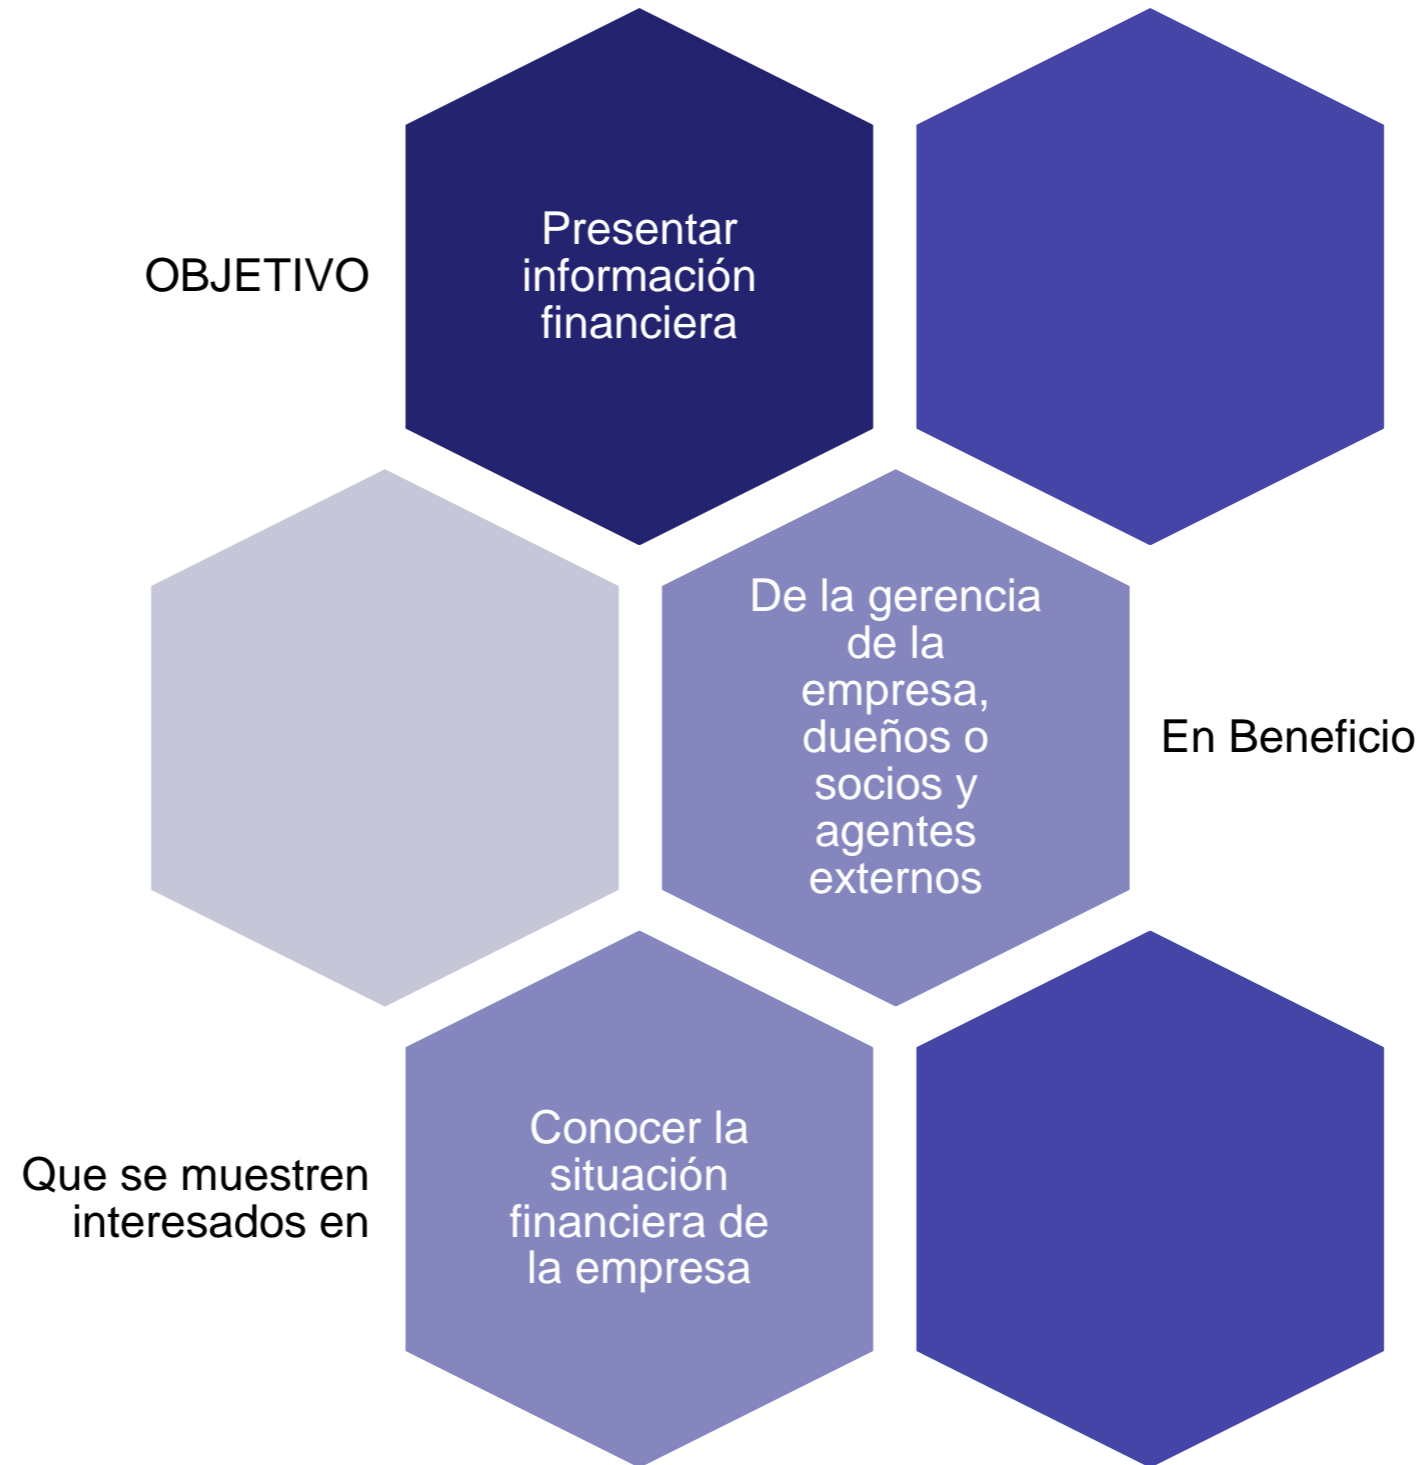 OBJETIVO
Presentar
información
financiera
De la gerencia
de la
empresa,
dueños o
socios y
agentes
externos
En Beneficio
Que se muestren
interesados en
Conocer la
situación
financiera de
la empresa